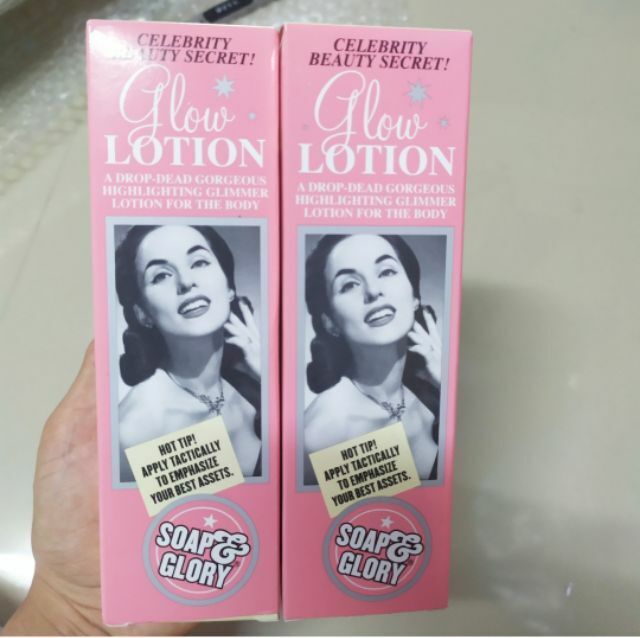 CELEBRITY
BEAUTY SECRET!
Glow
LOTION
A DROP-DEAD GORGEOUS
HIGHLIGHTING GLIMMER
LOTION FOR THE BODY
HOT TIP!
APPLY TACTICALLY
TO EMPHASIZE
YOUR BEST ASSETS.
SOAP&
GLORY
CELEBRITY
BEAUTY SECRET!
Glow
LOTION
A DROP-DEAD GORGEOUS
HIGHLIGHTING GLIMMER
LOTION FOR THE BODY
HOT TIP!
APPLY TACTICALLY
TO EMPHASIZE
YOUR BEST ASSETS.
SOAP&
GLORY